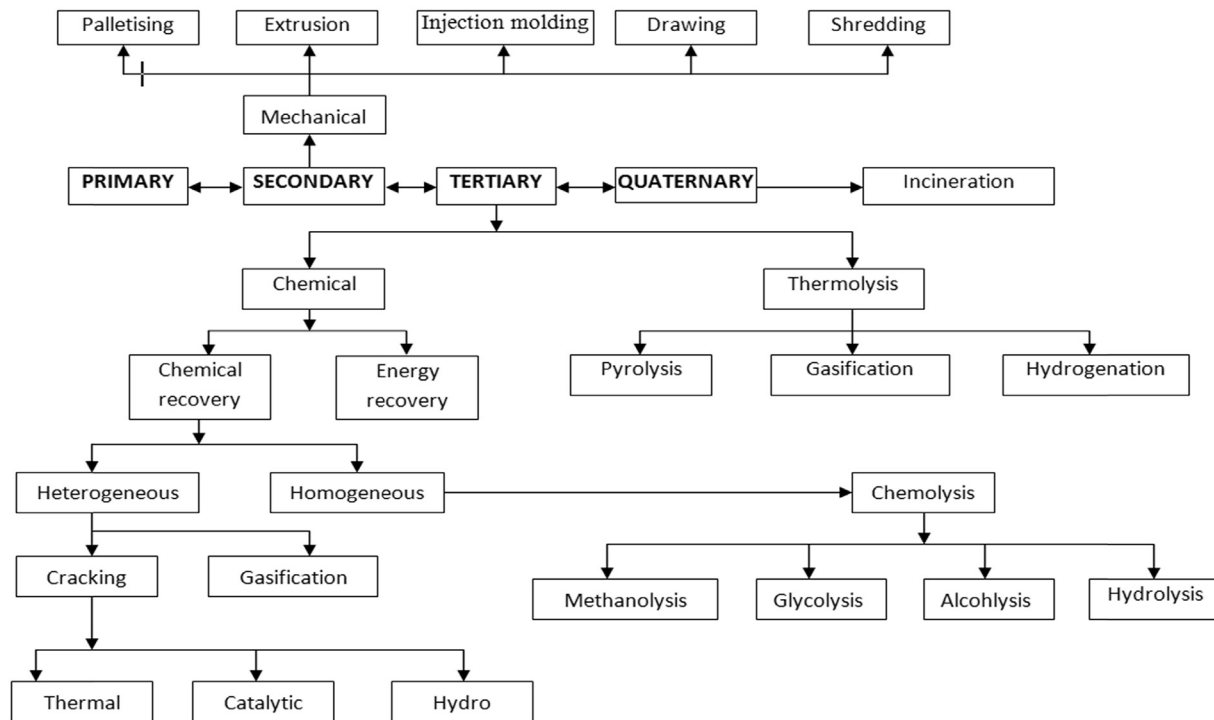 Palletising
Extrusion
Injection molding
Drawing
Shredding
Mechanical
PRIMARY
SECONDARY
TERTIARY
QUATERNARY
Incineration
Chemical
Thermolysis
Chemical
recovery
Energy
recovery
Pyrolysis
Gasification
Hydrogenation
Heterogeneous
Homogeneous
Chemolysis
Cracking
Gasification
Methanolysis
Glycolysis
Alcohlysis
Hydrolysis
Thermal
Catalytic
Hydro